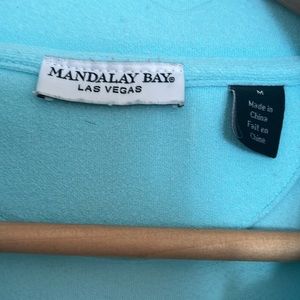 MANDALAY BAY®
LAS VEGAS
M
Made in
China
Fait en
Chine